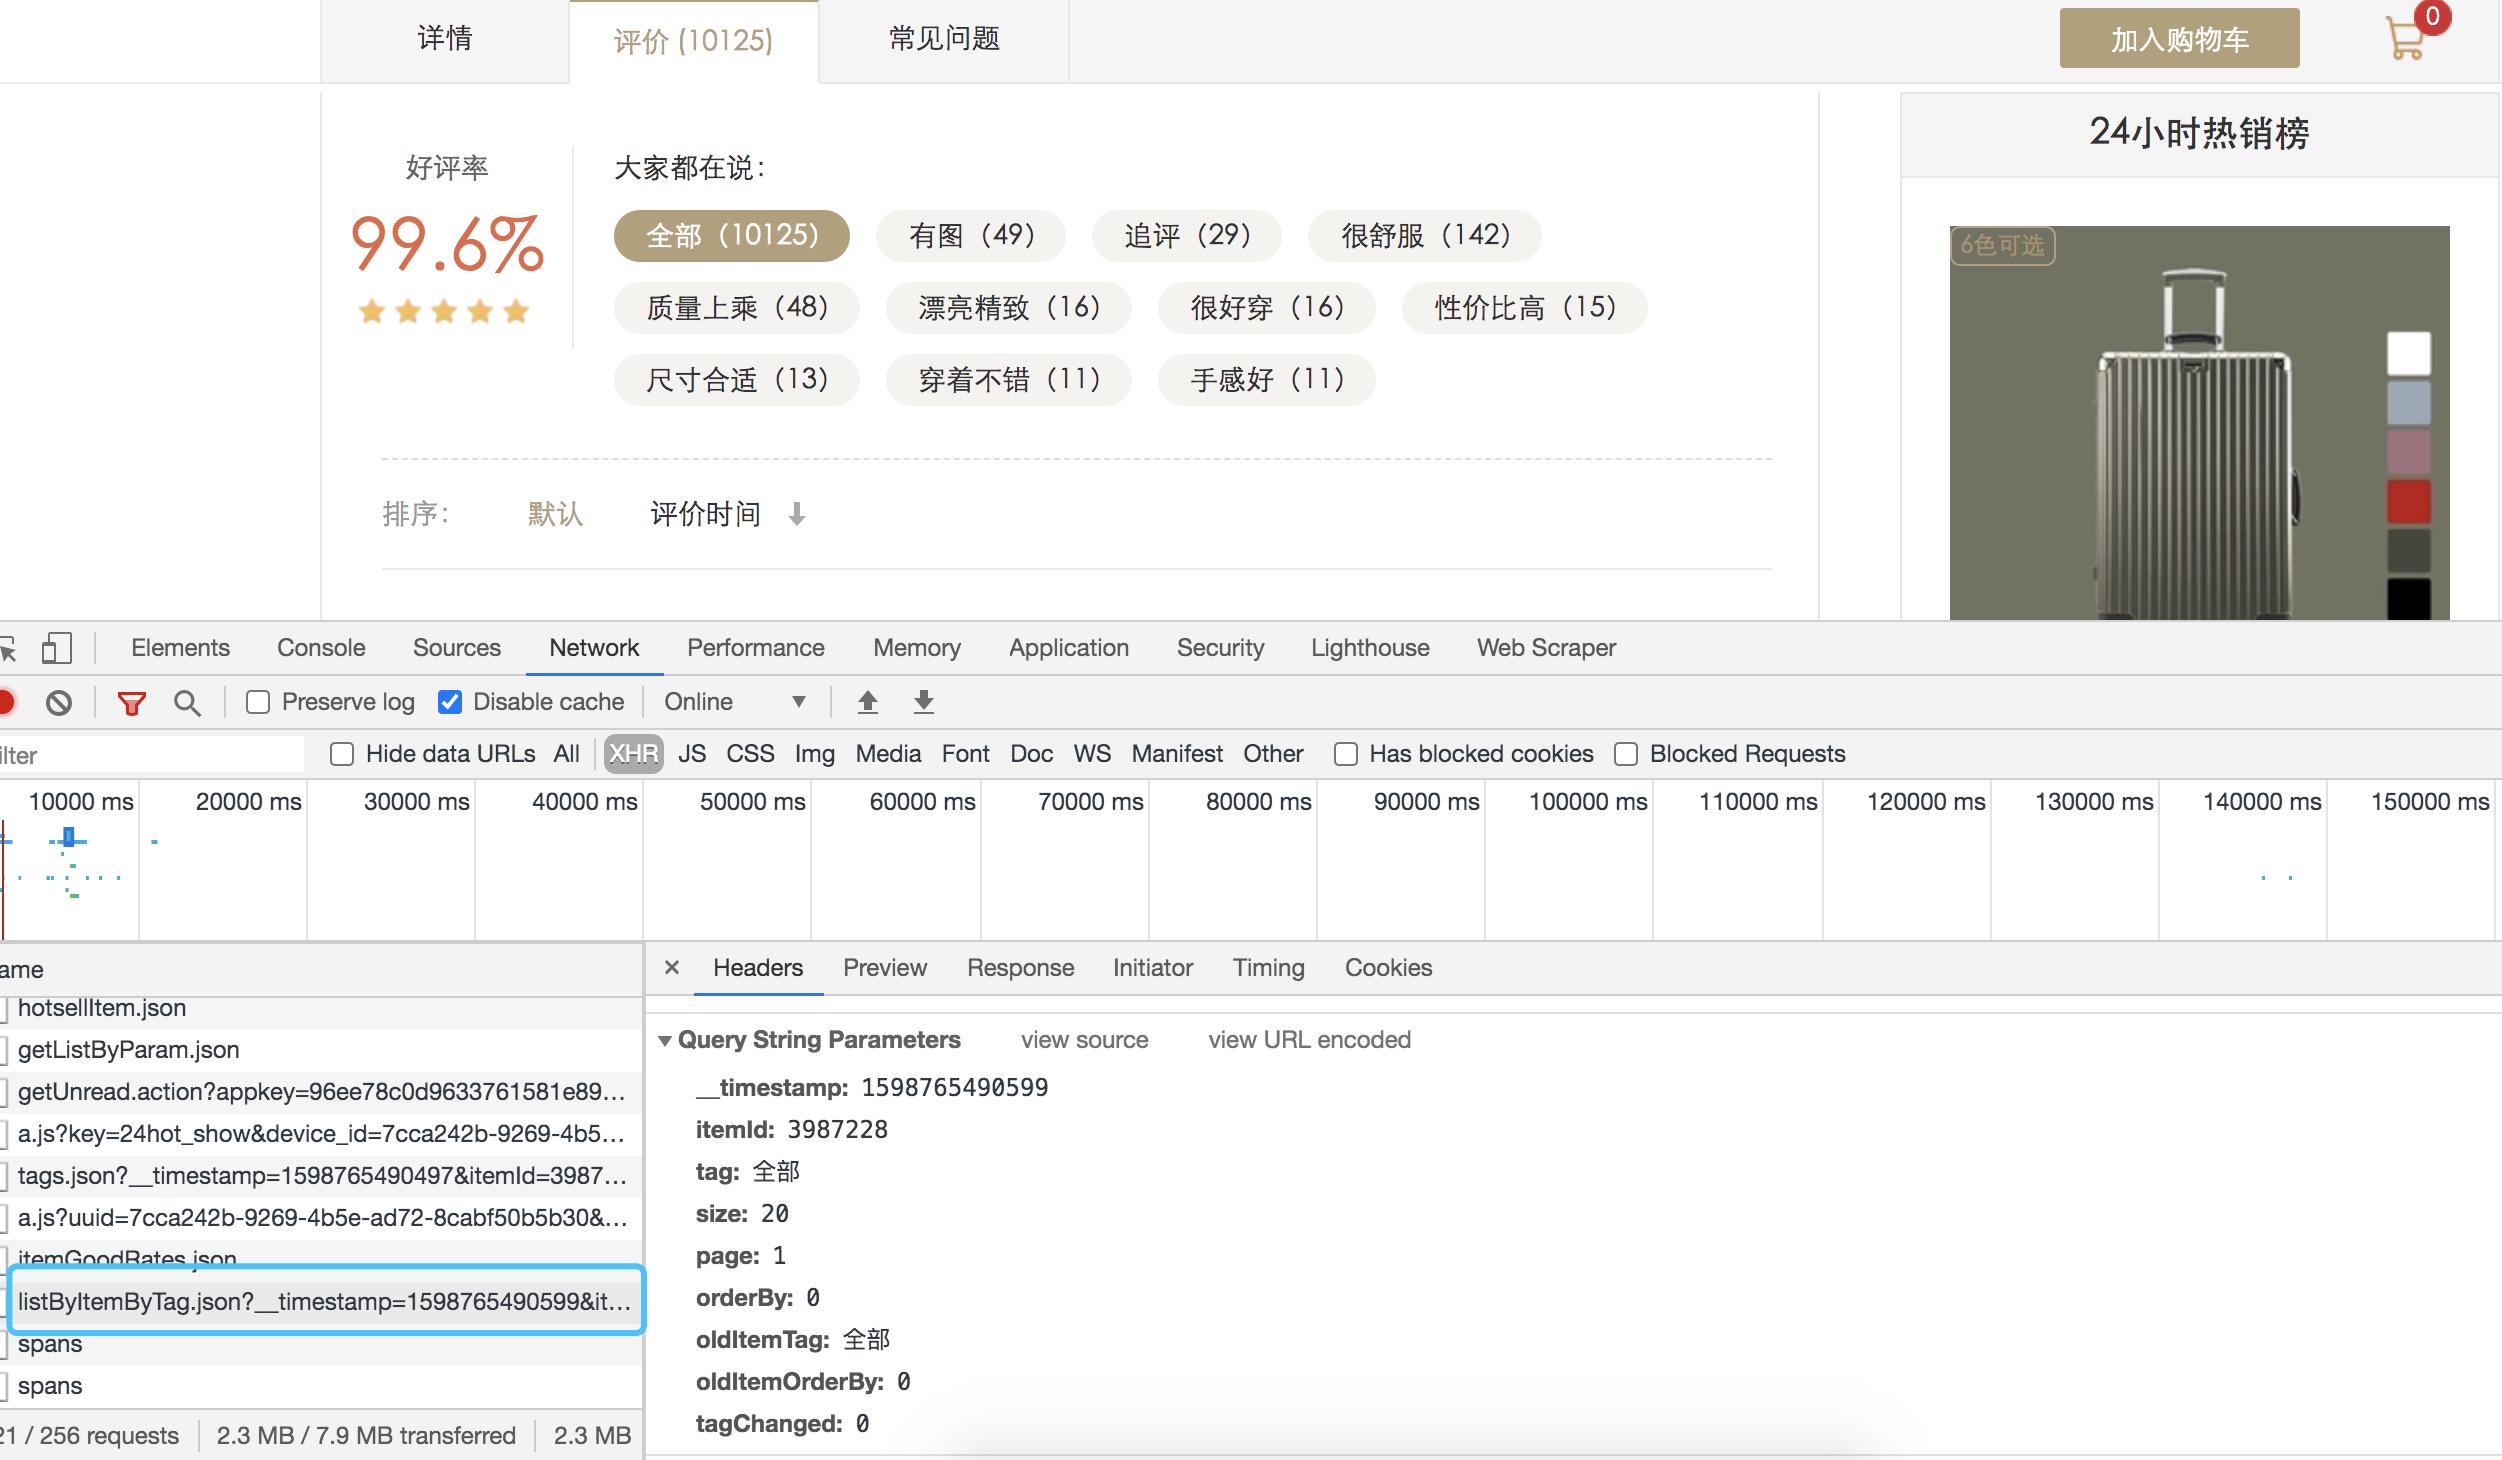 详情
评价 (10125)
常见问题
加入购物车
0
好评率
99.6%
大家都在说:
全部（10125）
有图（49）
追评（29）
很舒服（142）
质量上乘（48）
漂亮精致（16）
很好穿（16）
性价比高（15）
尺寸合适（13）
穿着不错（11）
手感好（11）
排序:
默认
评价时间
24小时热销榜
6色可选
Elements Console Sources Network Performance Memory Application Security Lighthouse Web Scraper
Preserve log Disable cache Online
ilter Hide data URLs All XHR JS CSS Img Media Font Doc WS Manifest Other Has blocked cookies Blocked Requests
10000 ms 20000 ms 30000 ms 40000 ms 50000 ms 60000 ms 70000 ms 80000 ms 90000 ms 100000 ms 110000 ms 120000 ms 130000 ms 140000 ms 150000 ms
ame
hotsellItem.json
getListByParam.json
getUnread.action?appkey=96ee78c0d9633761581e89...
a.js?key=24hot_show&device_id=7cca242b-9269-4b5...
tags.json?__timestamp=1598765490497&itemId=3987...
a.js?uuid=7cca242b-9269-4b5e-ad72-8cabf50b5b30&...
itemGoodRates.json
listByItemByTag.json?__timestamp=1598765490599&it...
spans
spans
21 / 256 requests 2.3 MB / 7.9 MB transferred 2.3 MB
× Headers Preview Response Initiator Timing Cookies
Query String Parameters view source view URL encoded
__timestamp: 1598765490599
itemId: 3987228
tag: 全部
size: 20
page: 1
orderBy: 0
oldItemTag: 全部
oldItemOrderBy: 0
tagChanged: 0